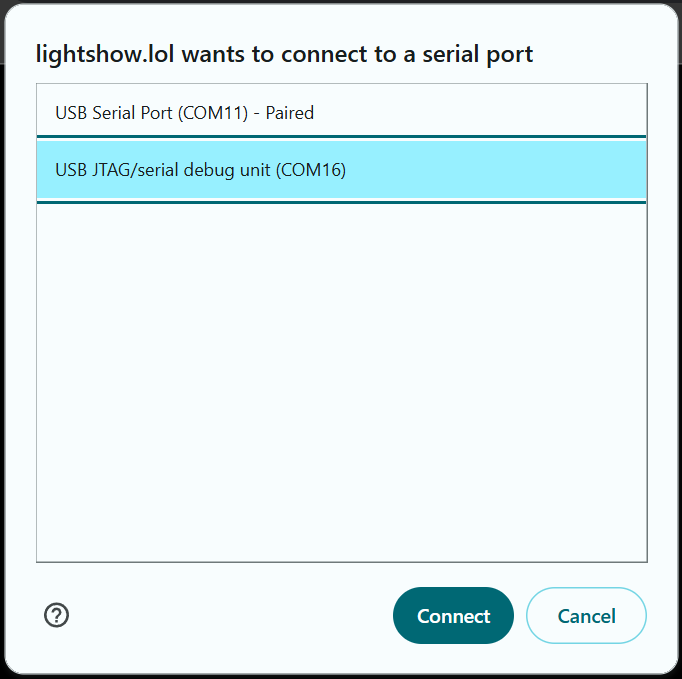 lightshow.lol wants to connect to a serial port
USB Serial Port (COM11) - Paired
USB JTAG/serial debug unit (COM16)
Connect
Cancel